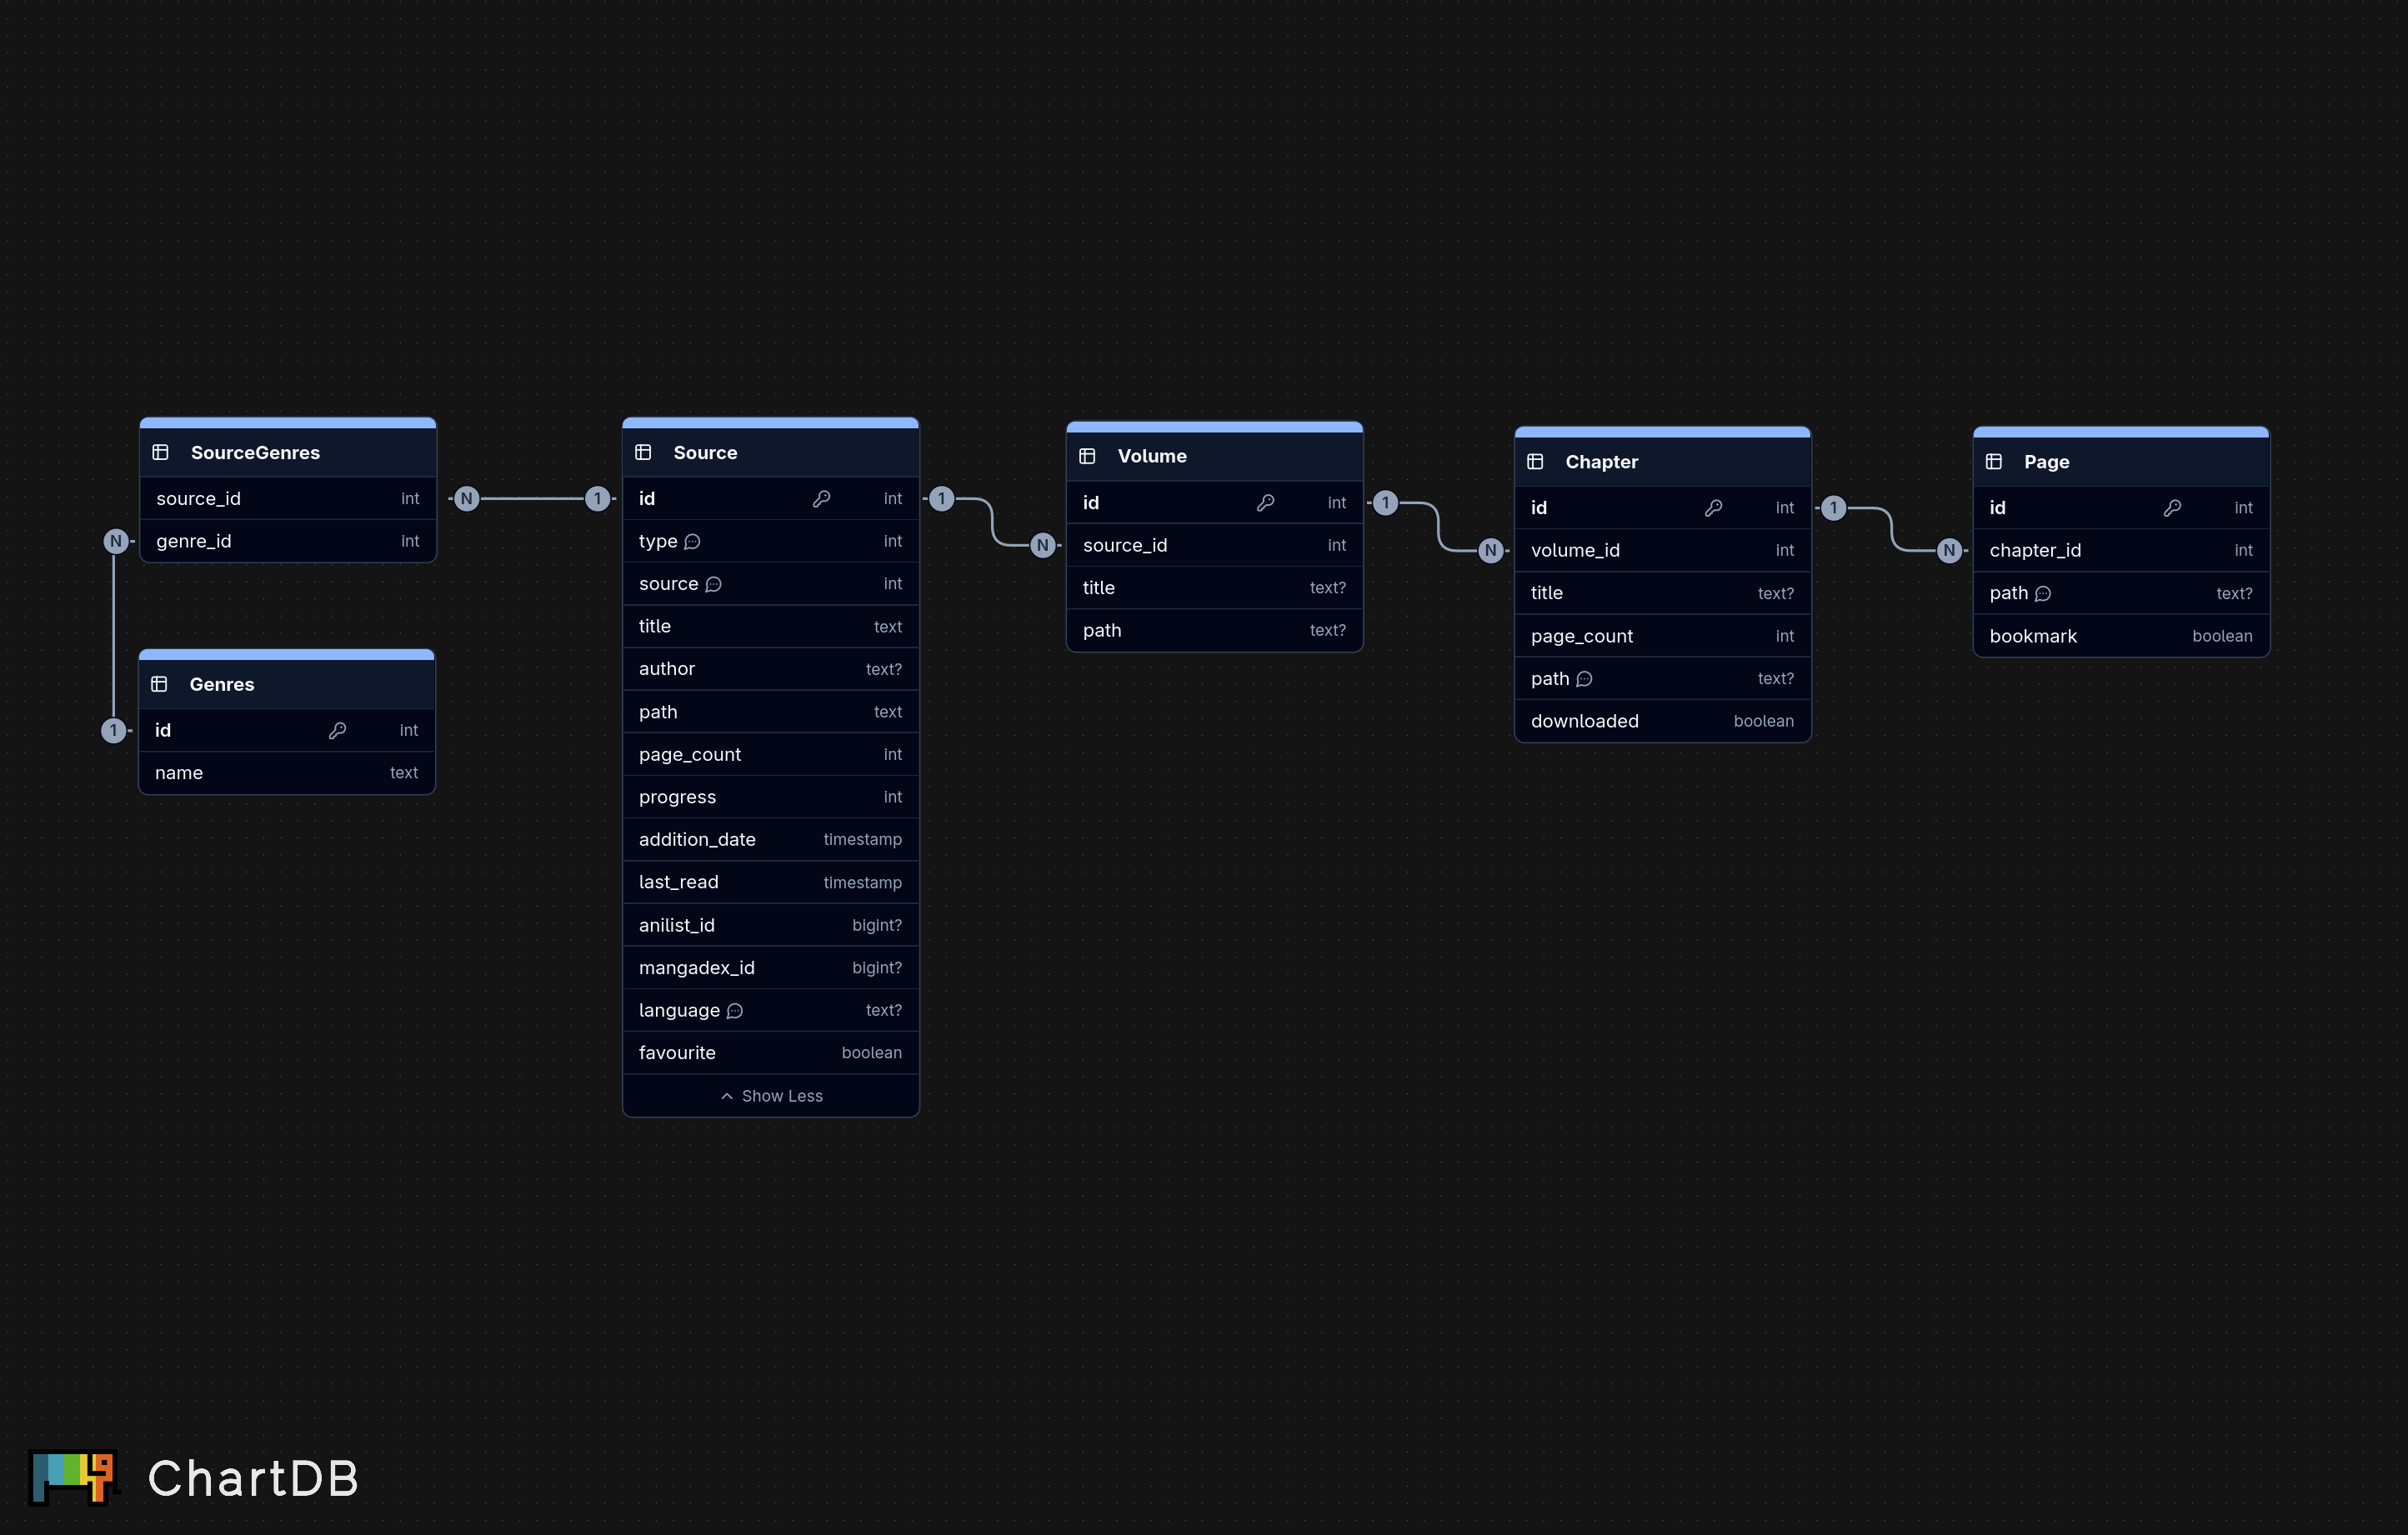 SourceGenres
source_id int
genre_id int
N
1
N
1
Genres
id int
name text
Source
id int
type int
source int
title text
author text?
path text
page_count int
progress int
addition_date timestamp
last_read timestamp
anilist_id bigint?
mangadex_id bigint?
language text?
favourite boolean
Show Less
1
N
Volume
id int
source_id int
title text?
path text?
1
N
Chapter
id int
volume_id int
title text?
page_count int
path text?
downloaded boolean
1
N
Page
id int
chapter_id int
path text?
bookmark boolean
ChartDB